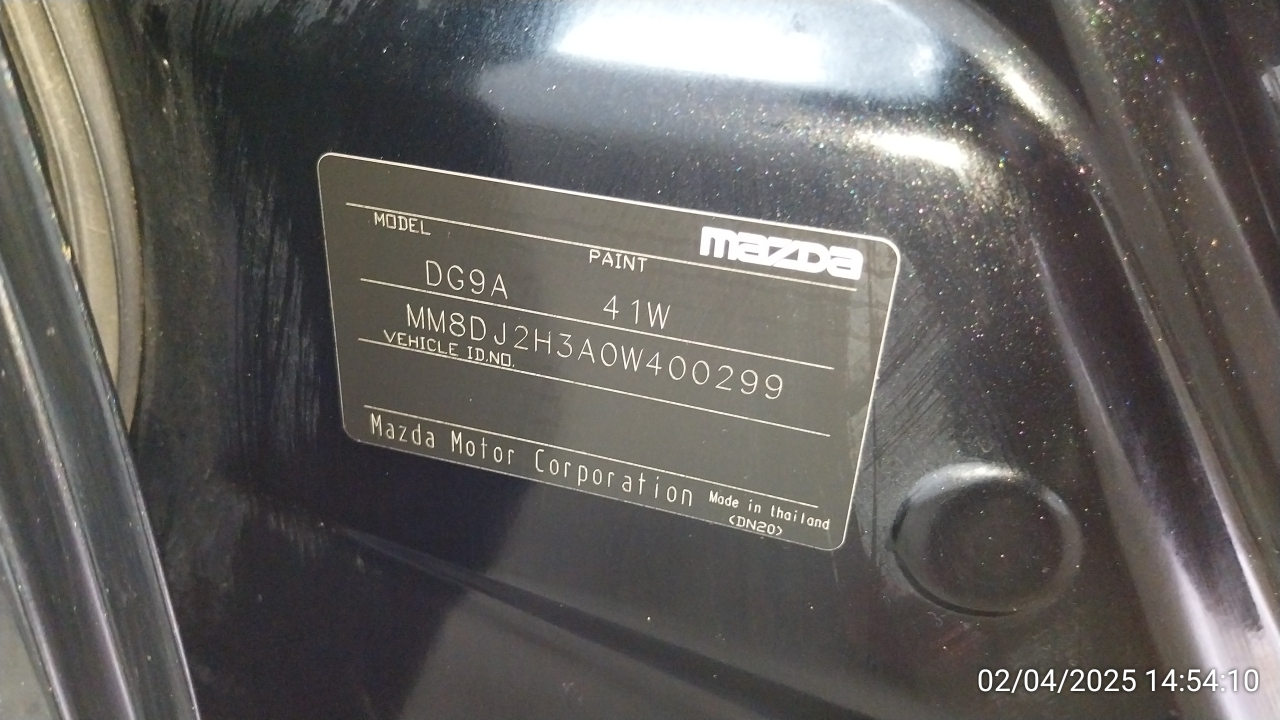 mazda
MODEL PAINT
DG9A 41W
MM8DJ2H3A0W400299
VEHICLE ID.NO.
Mazda Motor Corporation Made in thailand
(DN20)
02/04/2025 14:54:10